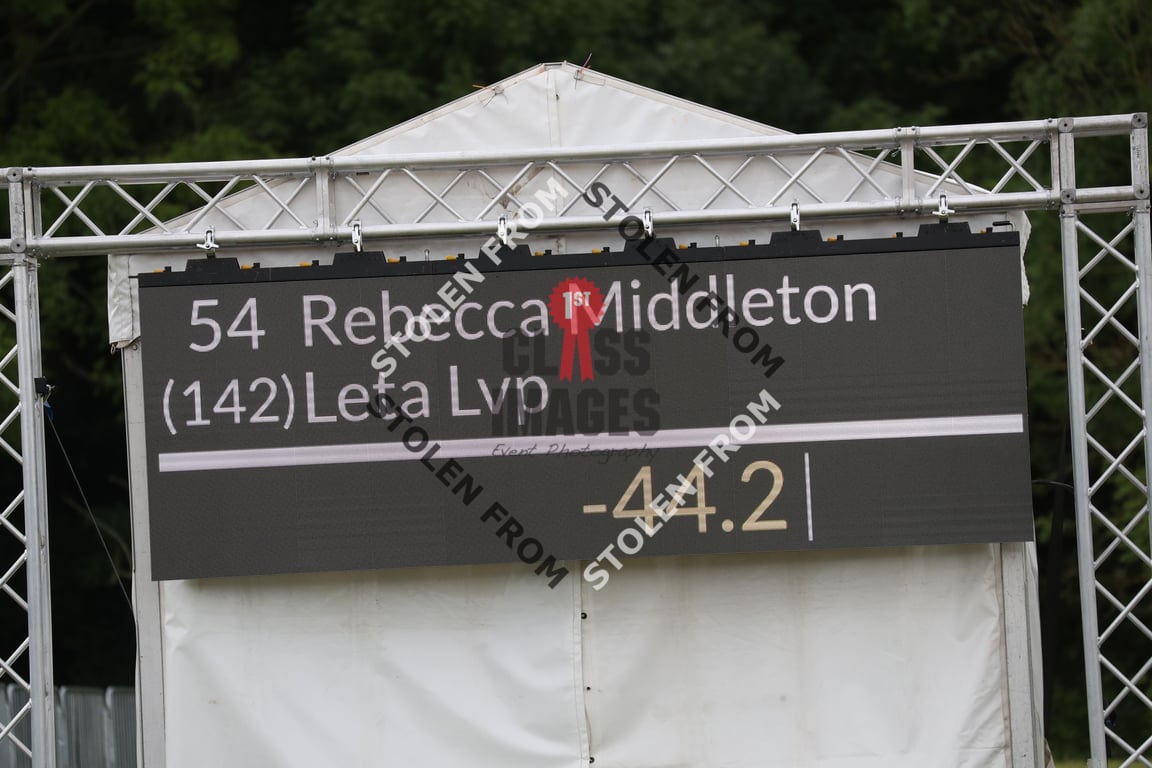 54 Rebecca Middleton
(142) Leta Lvp
-44.2
1ST
CLASS
IMAGES
Event Photography
STOLEN FROM
STOLEN FROM
STOLEN FROM
STOLEN FROM